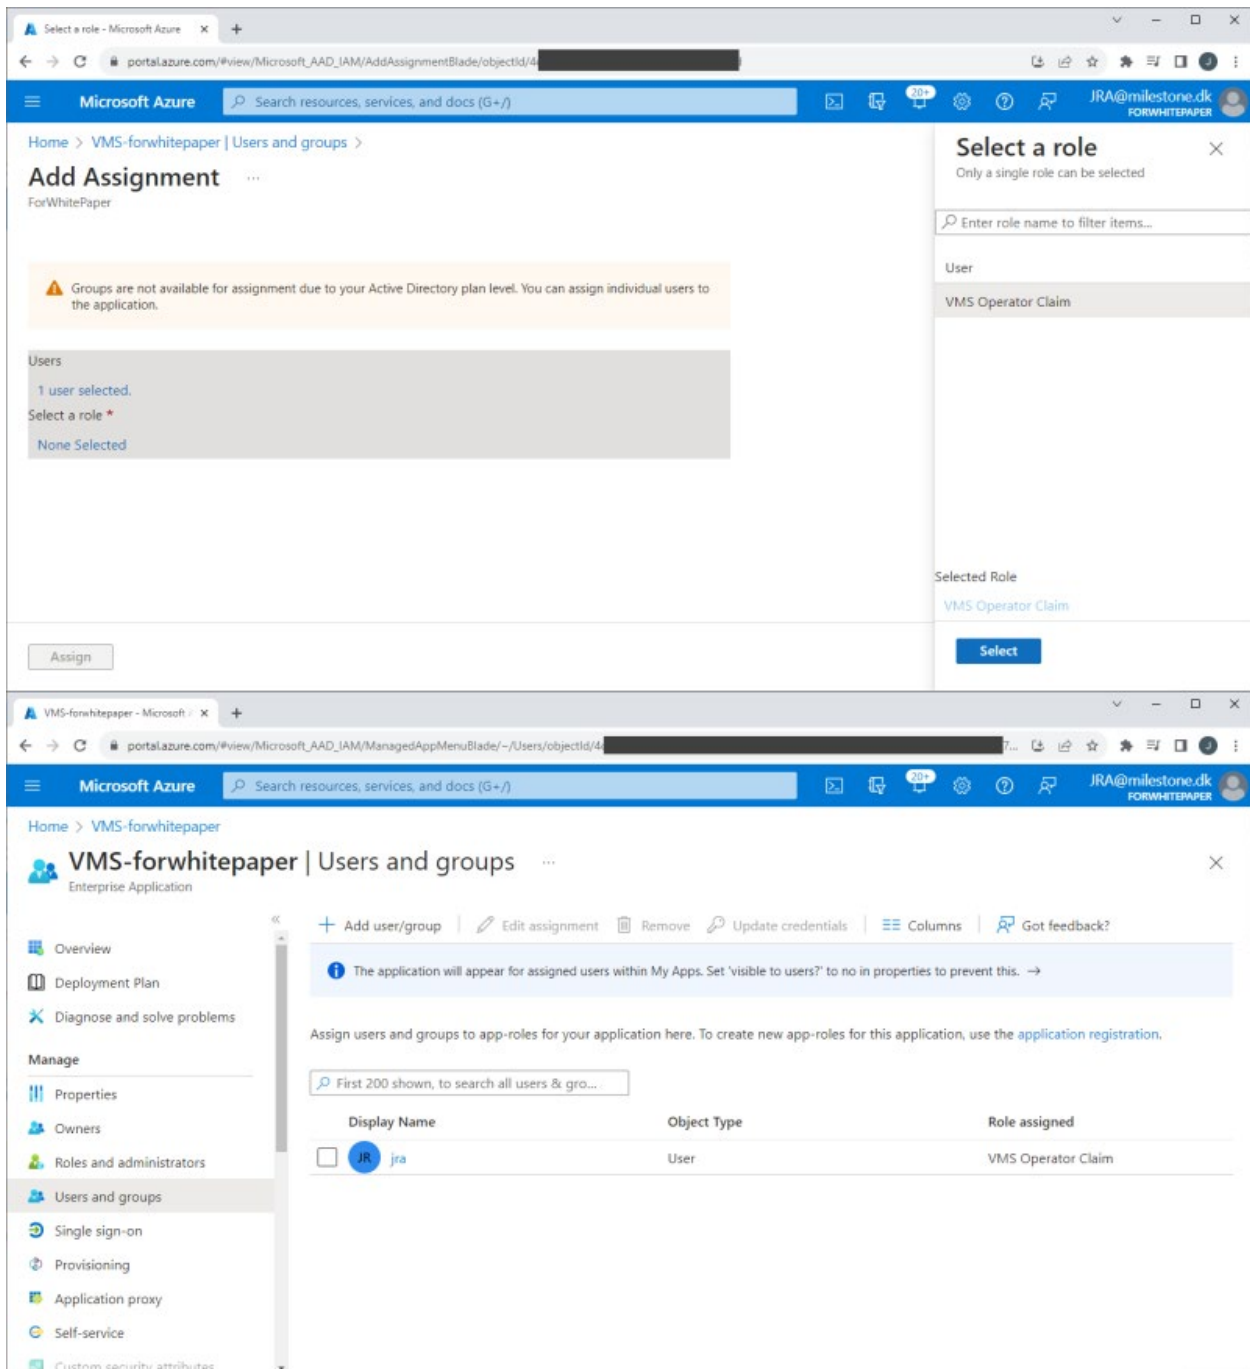 Select a role - Microsoft Azure
portal.azure.com/#view/Microsoft_AAD_IAM/AddAssignmentBlade/objectId/4
Microsoft Azure
Search resources, services, and docs (G+/)
20+
JRA@milestone.dk
FORWHITEPAPER
Home > VMS-forwhitepaper | Users and groups >
Add Assignment ...
ForWhitePaper
Groups are not available for assignment due to your Active Directory plan level. You can assign individual users to
the application.
Users
1 user selected.
Select a role *
None Selected
Assign
Select a role
Only a single role can be selected
Enter role name to filter items...
User
VMS Operator Claim
Selected Role
VMS Operator Claim
Select
VMS-forwhitepaper - Microsoft
portal.azure.com/#view/Microsoft_AAD_IAM/ManagedAppMenuBlade/~/Users/objectId/4 7...
Microsoft Azure
Search resources, services, and docs (G+/)
20+
JRA@milestone.dk
FORWHITEPAPER
Home > VMS-forwhitepaper
VMS-forwhitepaper | Users and groups ...
Enterprise Application
Overview
Deployment Plan
Diagnose and solve problems
Manage
Properties
Owners
Roles and administrators
Users and groups
Single sign-on
Provisioning
Application proxy
Self-service
Custom security attributes
Add user/group
Edit assignment
Remove
Update credentials
Columns
Got feedback?
The application will appear for assigned users within My Apps. Set 'visible to users?' to no in properties to prevent this. →
Assign users and groups to app-roles for your application here. To create new app-roles for this application, use the application registration.
First 200 shown, to search all users & gro...
Display Name Object Type Role assigned
JR jra User VMS Operator Claim